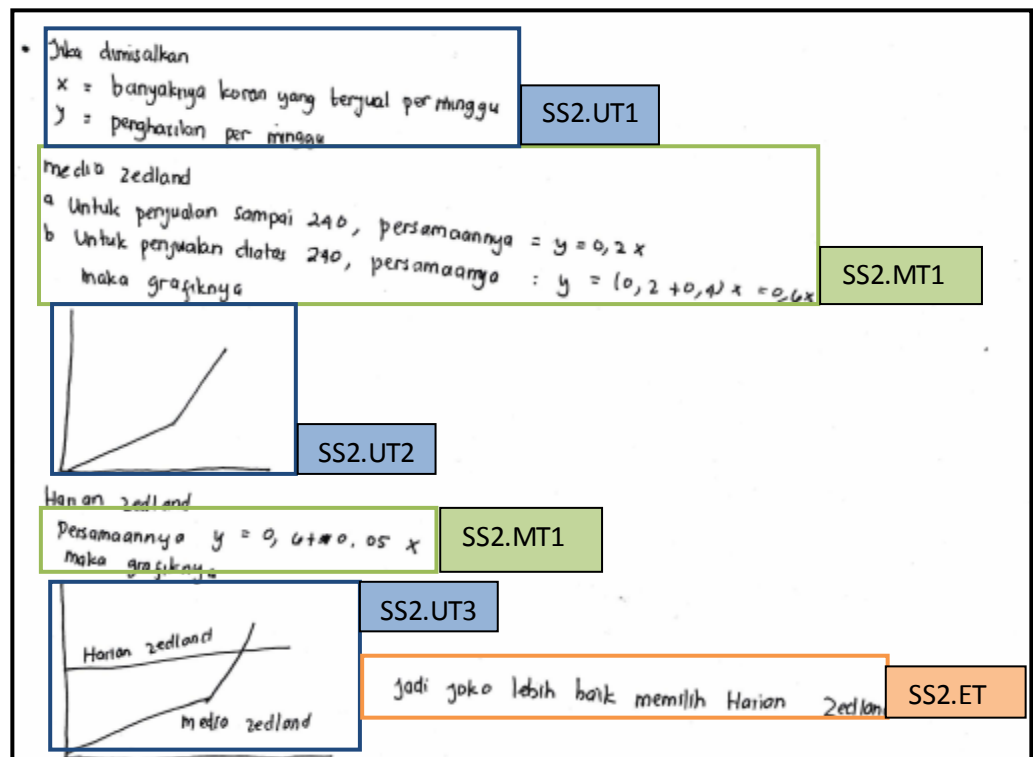 Jika dimisalkan
x = banyaknya koran yang terjual per minggu
y = penghasilan per minggu
SS2.UT1
media zedland
a Untuk penjualan sampai 240, persamaannya = y = 0,2x
b Untuk penjualan diatas 240, persamaanya : y = (0,2 + 0,4)x = 0,6x
maka grafiknya
SS2.MT1
SS2.UT2
Harian zedland
Persamaannya y = 0,6+0.05 x
maka grafiknya
SS2.MT1
SS2.UT3
Harian zedland
media zedland
Jadi joko lebih baik memilih Harian Zedland
SS2.ET